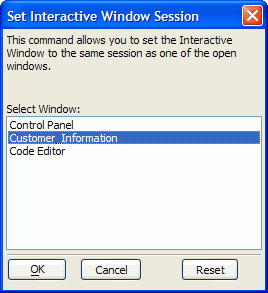 Set Interactive Window Session
This command allows you to set the Interactive
Window to the same session as one of the open
windows.
Select Window:
Control Panel
Customer_Information
Code Editor
OK Cancel Reset